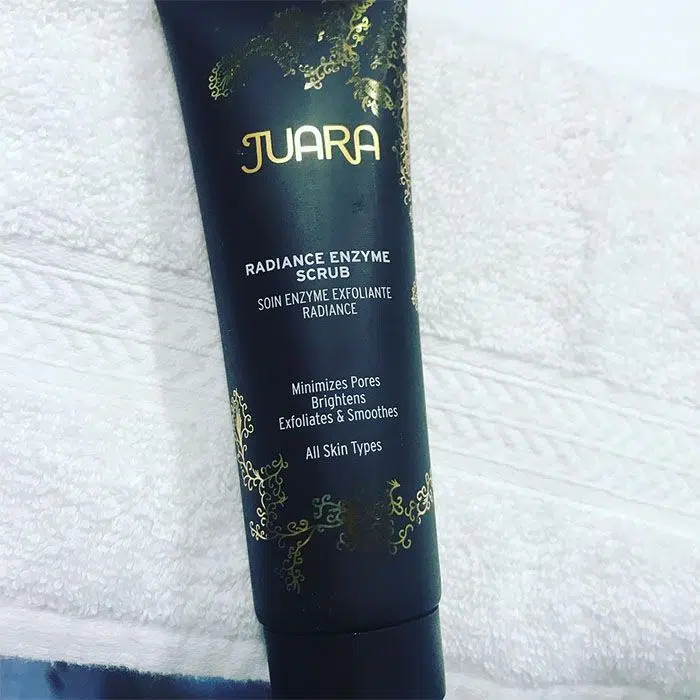 JUARA
RADIANCE ENZYME
SCRUB
SOIN ENZYME EXFOLIANTE
RADIANCE
Minimizes Pores
Brightens
Exfoliates & Smoothes
All Skin Types